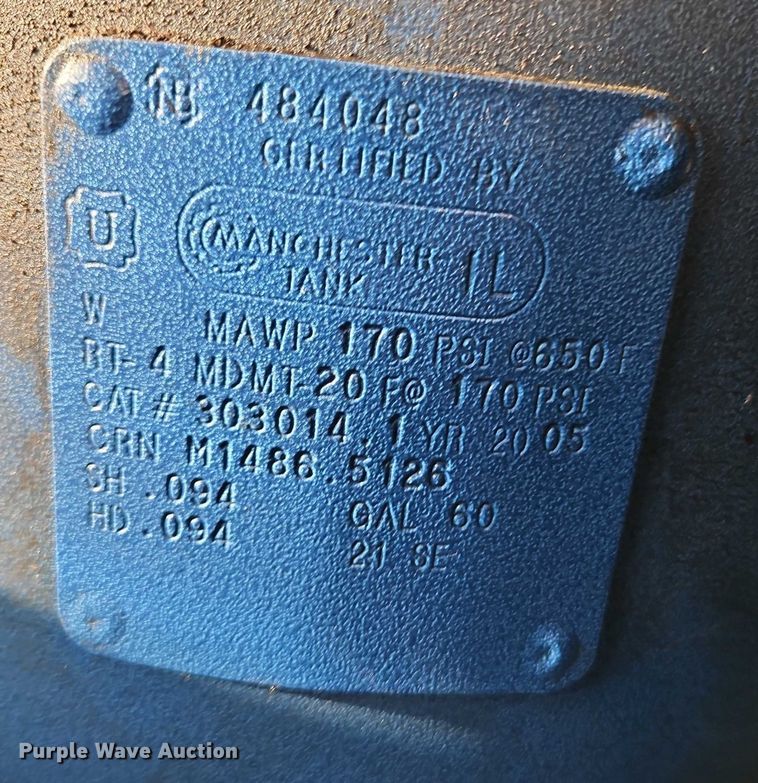 NB 484048
CERTIFIED BY
U
MANCHESTER
TANK IL
W MAWP 170 PSI @650 F
RT-4 MDMT-20 F@ 170 PSI
CAT# 303014.1 YR 2005
CRN M1486.5126
SH .094
HD .094 GAL 60
21 SE
Purple Wave Auction